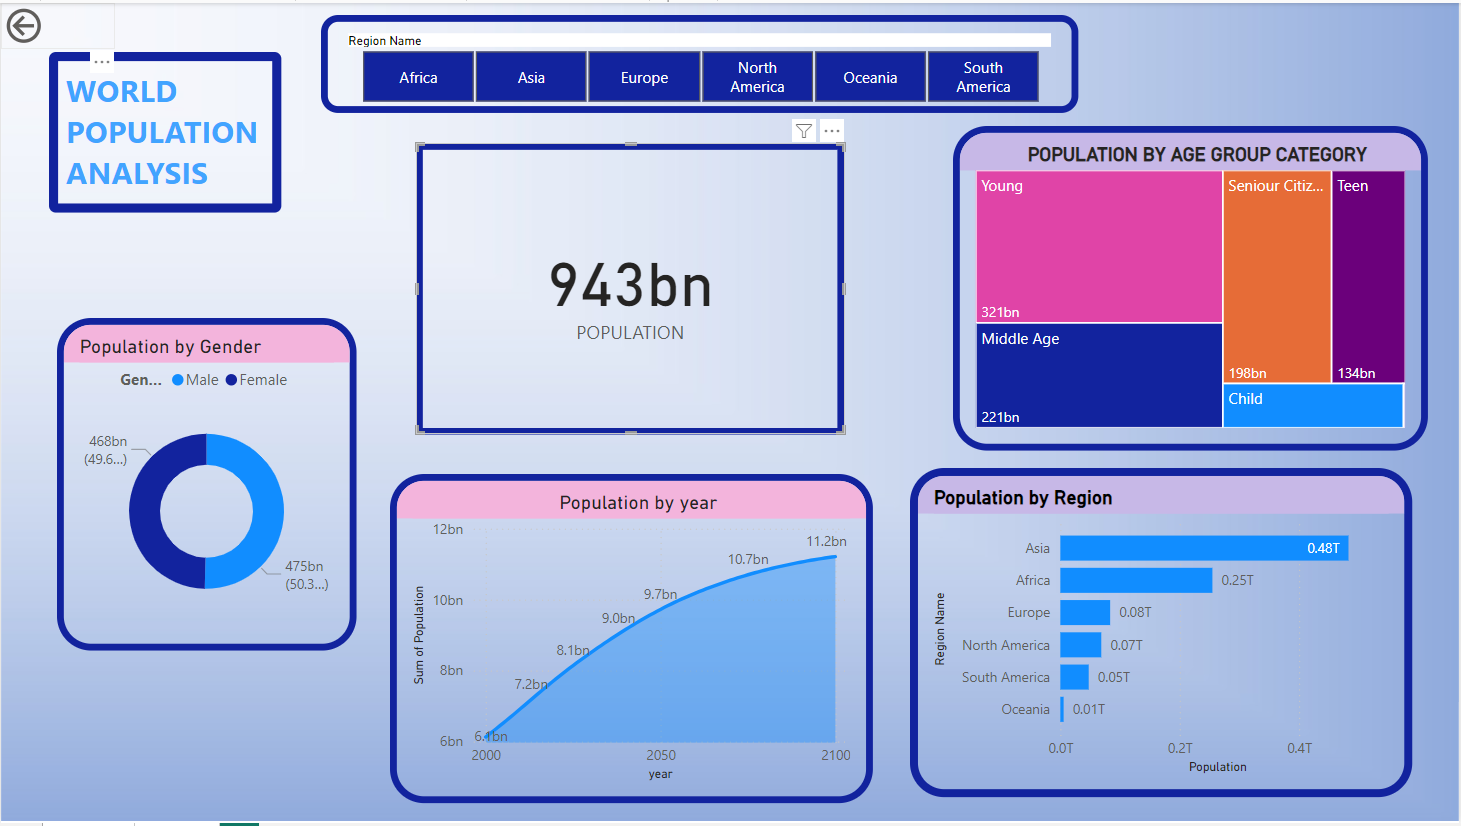 Region Name
Africa
Asia
Europe
North
America
Oceania
South
America
WORLD
POPULATION
ANALYSIS
943bn
POPULATION
POPULATION BY AGE GROUP CATEGORY
Young
321bn
Middle Age
221bn
Seniour Citiz...
198bn
Teen
134bn
Child
Population by Gender
Gen... Male Female
468bn
(49.6...)
475bn
(50.3...)
Population by year
Sum of Population
12bn
10bn
8bn
6bn
6.1bn
7.2bn
8.1bn
9.0bn
9.7bn
10.7bn
11.2bn
2000 2050 2100
year
Population by Region
Region Name
Asia 0.48T
Africa 0.25T
Europe 0.08T
North America 0.07T
South America 0.05T
Oceania 0.01T
0.0T 0.2T 0.4T
Population